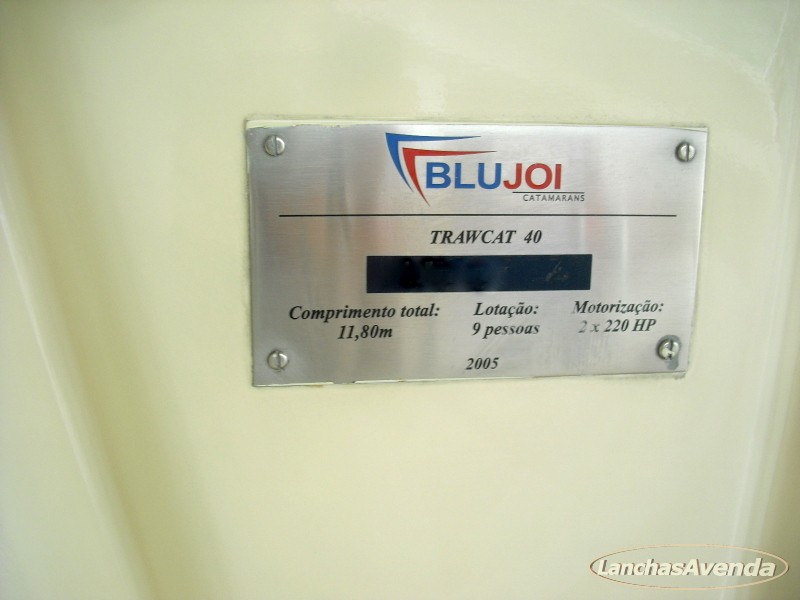 BLUJOI
CATAMARANS
TRAWCAT 40
Comprimento total: Lotação: Motorização:
11,80m 9 pessoas 2 x 220 HP
2005
LanchasAvenda